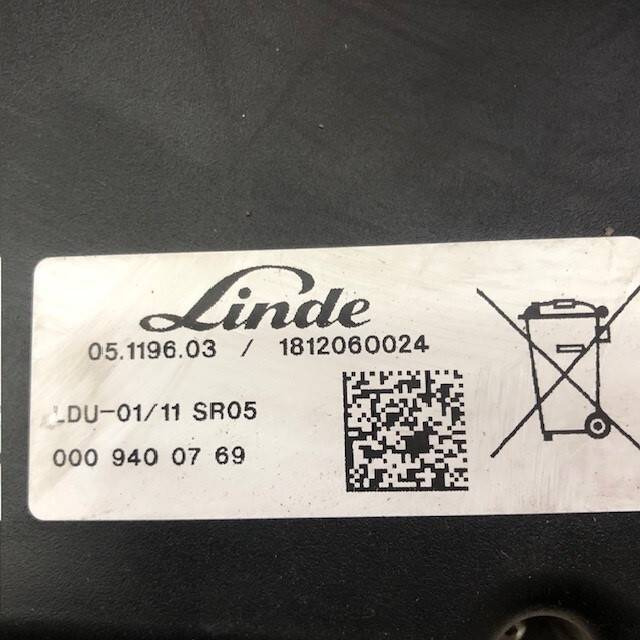 Linde
05.1196.03 / 1812060024
LDU-01/11 SR05
000 940 07 69